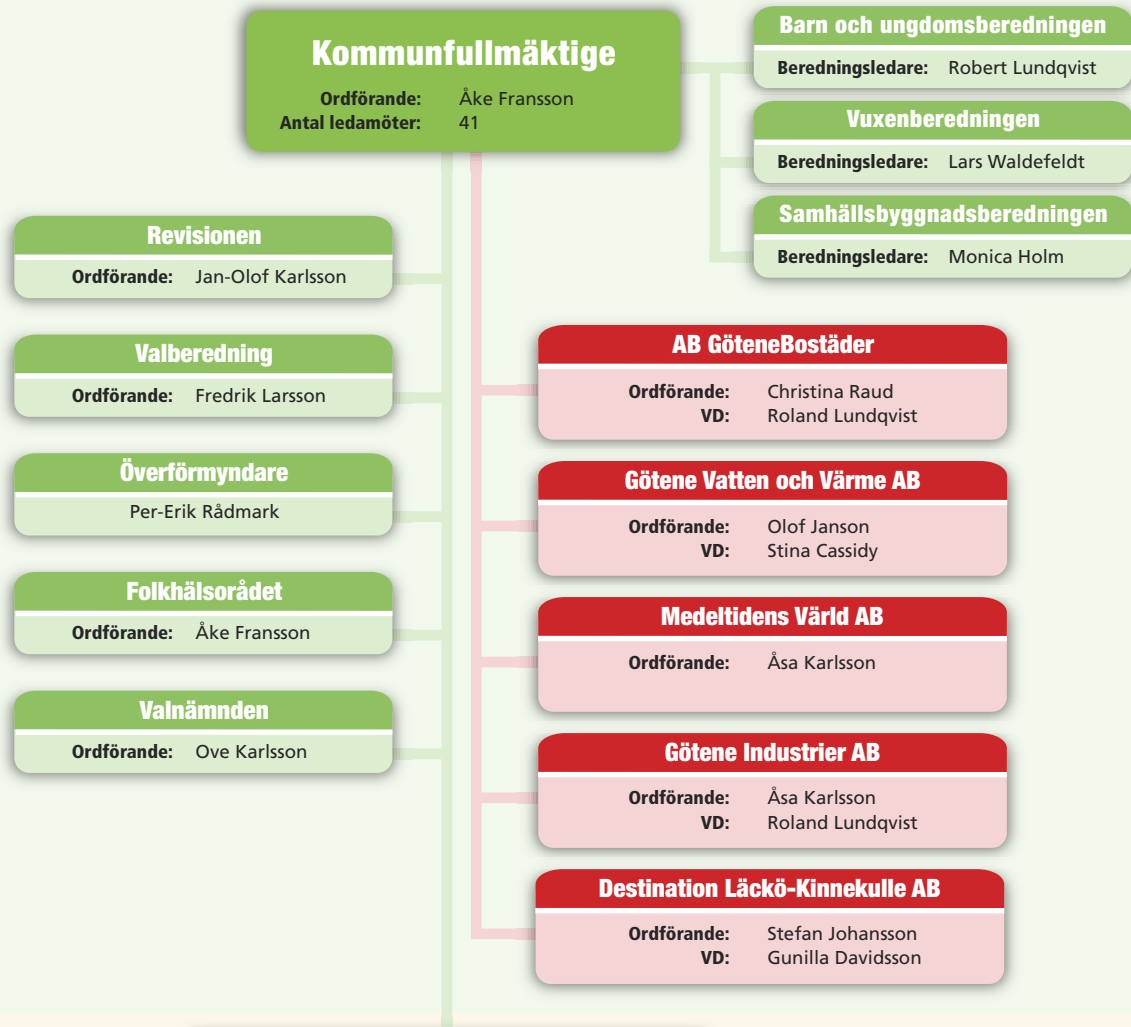 Kommunfullmäktige
Ordförande: Åke Fransson
Antal ledamöter: 41
Barn och ungdomsberedningen
Beredningsledare: Robert Lundqvist
Vuxenberedningen
Beredningsledare: Lars Waldefeldt
Samhällsbyggnadsberedningen
Beredningsledare: Monica Holm
Revisionen
Ordförande: Jan-Olof Karlsson
Valberedning
Ordförande: Fredrik Larsson
Överförmyndare
Per-Erik Rådmark
Folkhälsorådet
Ordförande: Åke Fransson
Valnämnden
Ordförande: Ove Karlsson
AB GöteneBostäder
Ordförande: Christina Raud
VD: Roland Lundqvist
Götene Vatten och Värme AB
Ordförande: Olof Janson
VD: Stina Cassidy
Medeltidens Värld AB
Ordförande: Åsa Karlsson
Götene Industrier AB
Ordförande: Åsa Karlsson
VD: Roland Lundqvist
Destination Läckö-Kinnekulle AB
Ordförande: Stefan Johansson
VD: Gunilla Davidsson